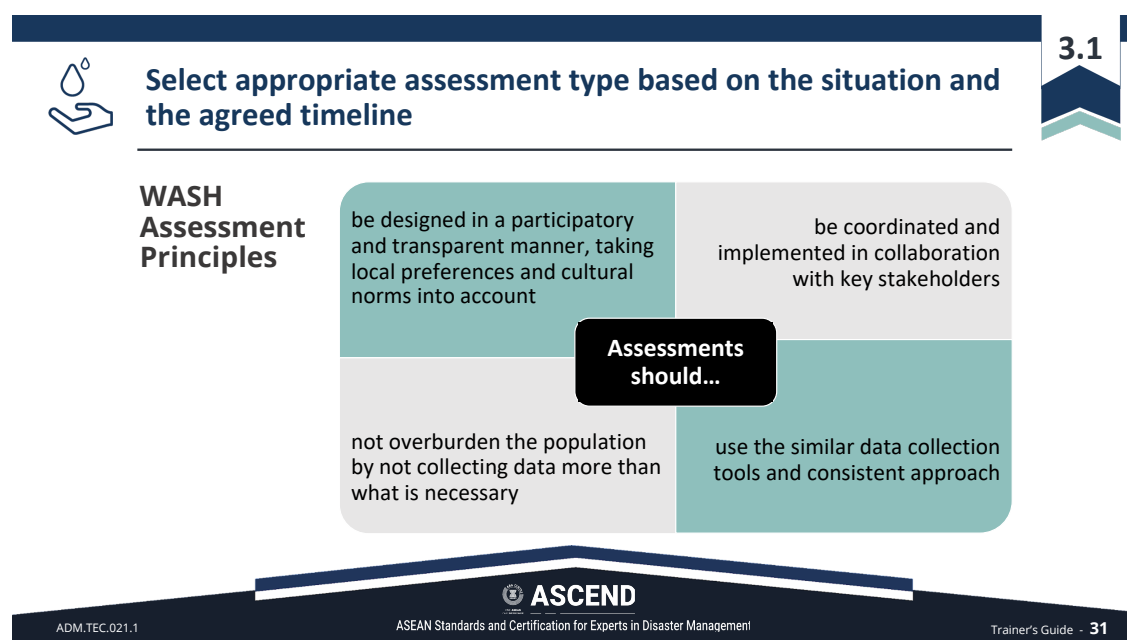 3.1
Select appropriate assessment type based on the situation and
the agreed timeline
WASH
Assessment
Principles
be designed in a participatory
and transparent manner, taking
local preferences and cultural
norms into account
be coordinated and
implemented in collaboration
with key stakeholders
Assessments
should...
not overburden the population
by not collecting data more than
what is necessary
use the similar data collection
tools and consistent approach
ASCEND
ASEAN Standards and Certification for Experts in Disaster Management
ADM.TEC.021.1
Trainer's Guide - 31